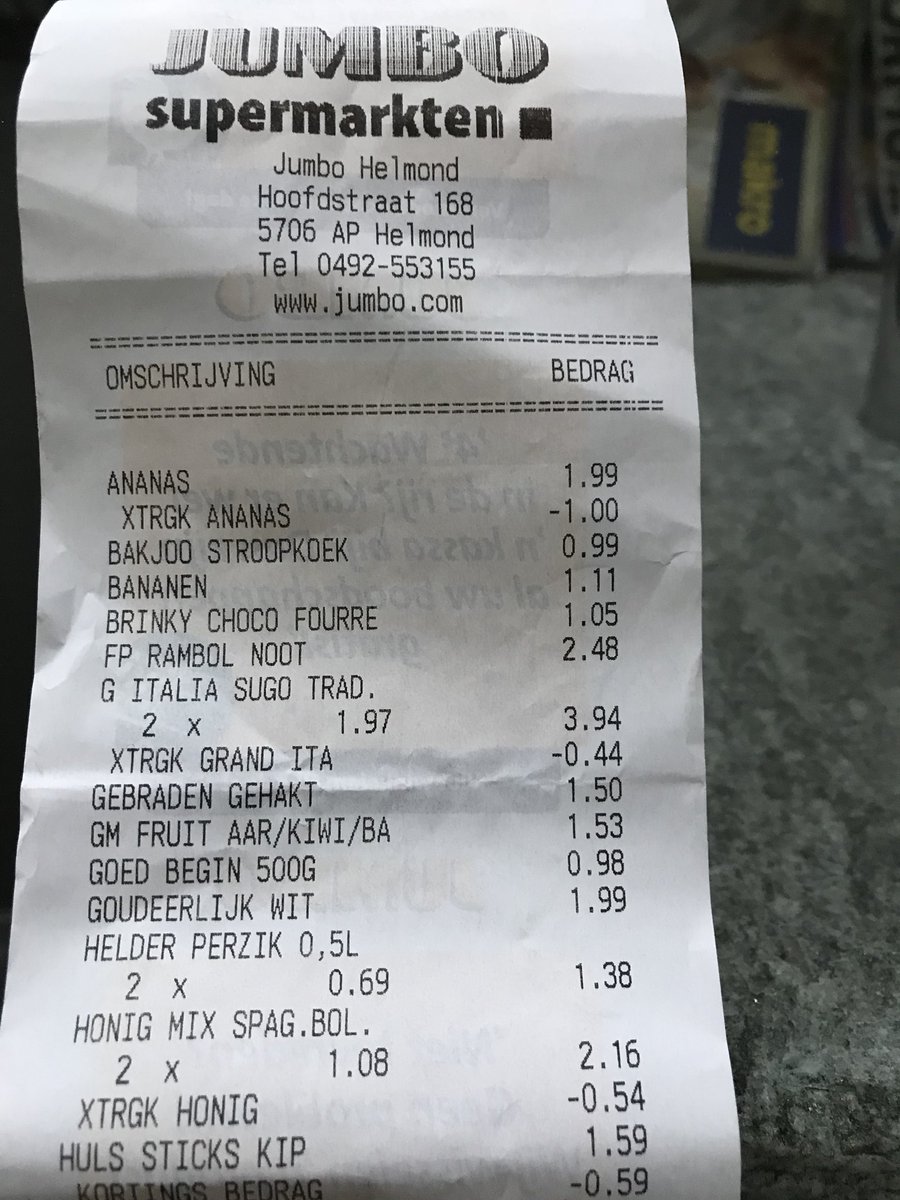 JUMBO
supermarkten
Jumbo Helmond
Hoofdstraat 168
5706 AP Helmond
Tel 0492-553155
www.jumbo.com
OMSCHRIJVING BEDRAG
ANANAS 1.99
XTRGK ANANAS -1.00
BAKJOO STROOPKOEK 0.99
BANANEN 1.11
BRINKY CHOCO FOURRE 1.05
FP RAMBOL NOOT 2.48
G ITALIA SUGO TRAD.
2 x 1.97 3.94
XTRGK GRAND ITA -0.44
GEBRADEN GEHAKT 1.50
GM FRUIT AAR/KIWI/BA 1.53
GOED BEGIN 500G 0.98
GOUDEERLIJK WIT 1.99
HELDER PERZIK 0,5L
2 x 0.69 1.38
HONIG MIX SPAG.BOL.
2 x 1.08 2.16
XTRGK HONIG -0.54
HULS STICKS KIP 1.59
KORTINGS BEDRAG -0.59
makro